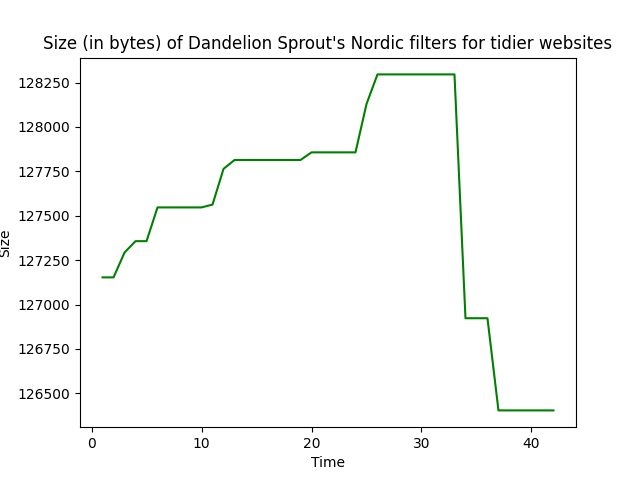 Size (in bytes) of Dandelion Sprout's Nordic filters for tidier websites
128250
128000
127750
127500
127250
127000
126750
126500
Size
0 10 20 30 40
Time